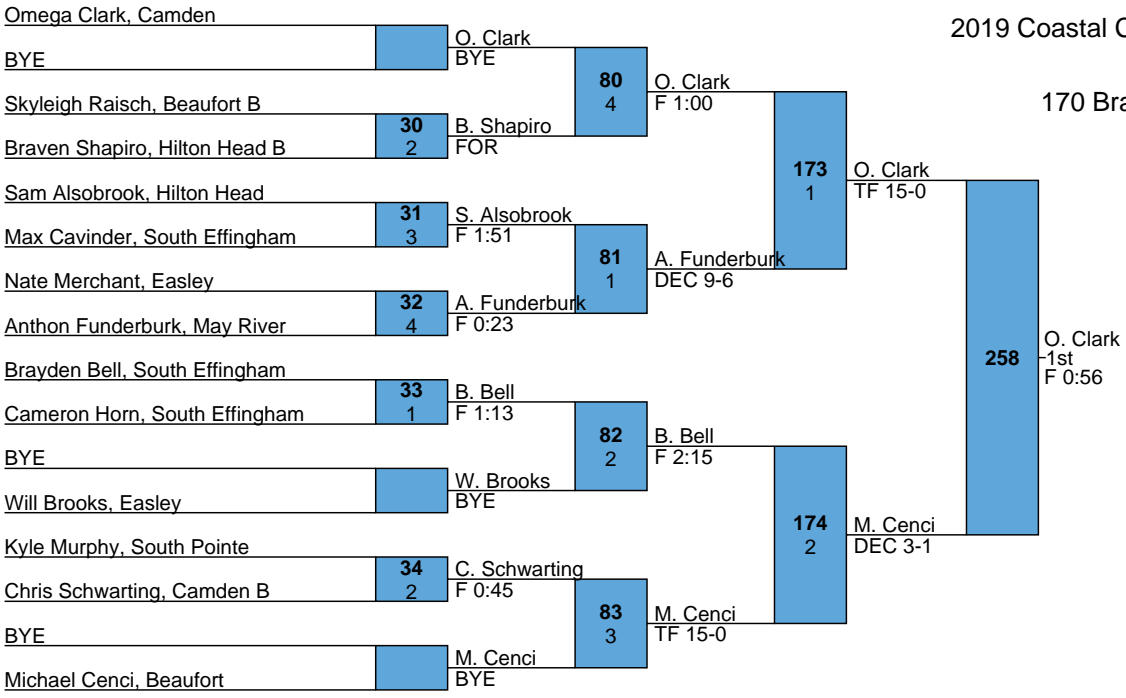 2019 Coastal C
170 Bra
Omega Clark, Camden
BYE
Skyleigh Raisch, Beaufort B
Braven Shapiro, Hilton Head B
Sam Alsobrook, Hilton Head
Max Cavinder, South Effingham
Nate Merchant, Easley
Anthon Funderburk, May River
Brayden Bell, South Effingham
Cameron Horn, South Effingham
BYE
Will Brooks, Easley
Kyle Murphy, South Pointe
Chris Schwarting, Camden B
BYE
Michael Cenci, Beaufort
30
2
31
3
32
4
33
1
34
2
O. Clark
BYE
B. Shapiro
FOR
S. Alsobrook
F 1:51
A. Funderburk
F 0:23
B. Bell
F 1:13
W. Brooks
BYE
C. Schwarting
F 0:45
M. Cenci
BYE
80
4
81
1
82
2
83
3
O. Clark
F 1:00
A. Funderburk
DEC 9-6
B. Bell
F 2:15
M. Cenci
TF 15-0
173
1
174
2
O. Clark
TF 15-0
M. Cenci
DEC 3-1
258
O. Clark
1st
F 0:56